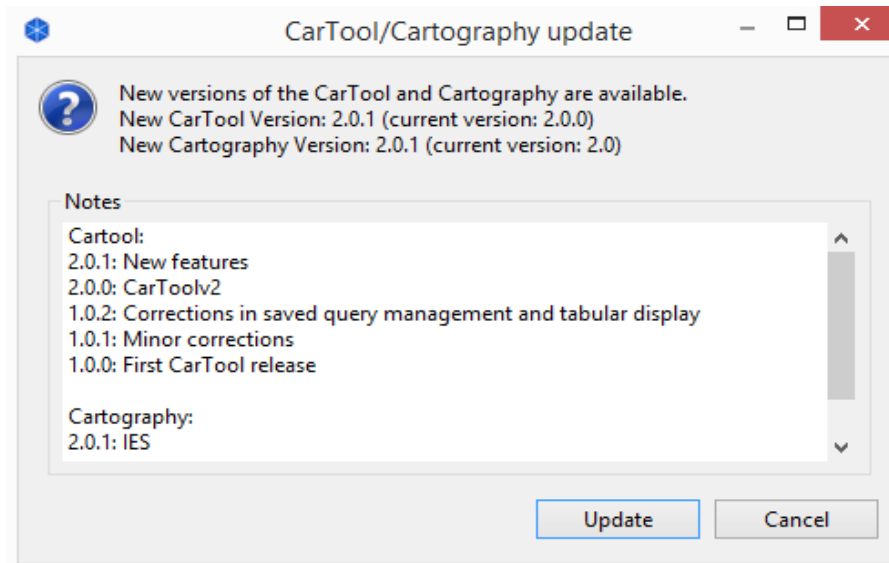 CarTool/Cartography update
New versions of the CarTool and Cartography are available.
New CarTool Version: 2.0.1 (current version: 2.0.0)
New Cartography Version: 2.0.1 (current version: 2.0)
Notes
Cartool:
2.0.1: New features
2.0.0: CarToolv2
1.0.2: Corrections in saved query management and tabular display
1.0.1: Minor corrections
1.0.0: First CarTool release
Cartography:
2.0.1: IES
Update
Cancel